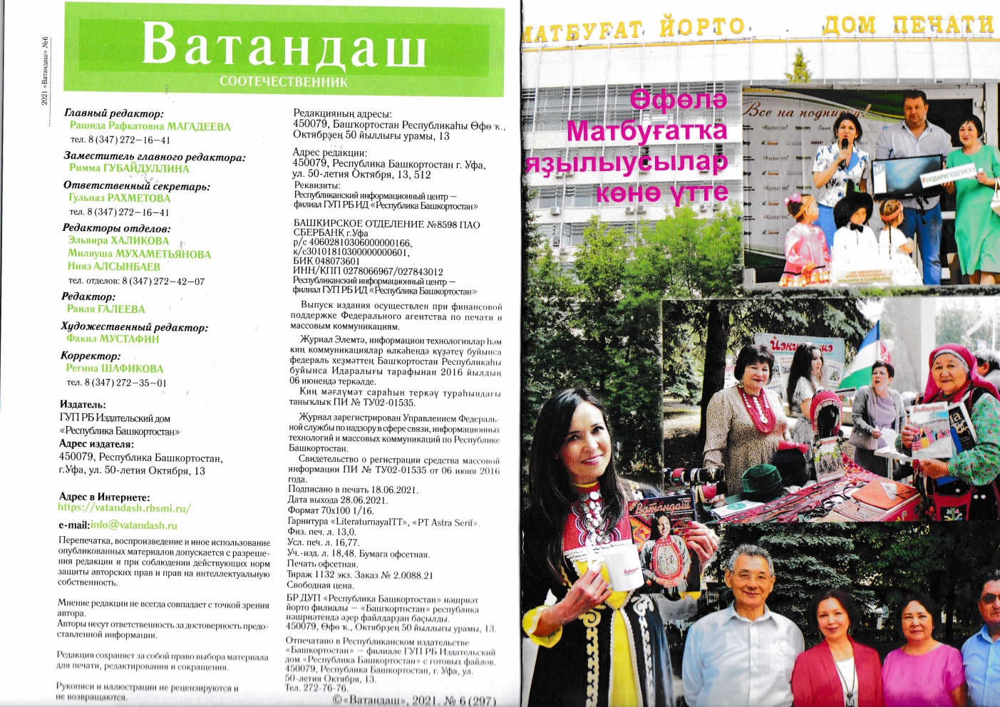 2021 «Ватандаш» №6
Ватандаш
СООТЕЧЕСТВЕННИК
Главный редактор:
Рашида Рафкатовна МАГАДЕЕВА
тел. 8 (347) 272–16–41
Заместитель главного редактора:
Римма ГУБАЙДУЛЛИНА
Ответственный секретарь:
Гульназ РАХМЕТОВА
тел. 8 (347) 272–16–41
Редакторы отделов:
Эльвира ХАЛИКОВА
Миляуша МУХАМЕТЬЯНОВА
Нияз АЛСЫНБАЕВ
тел. отделов: 8 (347) 272–42–07
Редактор:
Раиля ГАЛЕЕВА
Художественный редактор:
Факил МУСТАФИН
Корректор:
Регина ШАФИКОВА
тел. 8 (347) 272–35–01
Издатель:
ГУП РБ Издательский дом
«Республика Башкортостан»
Адрес издателя:
450079, Республика Башкортостан,
г.Уфа, ул. 50-летия Октября, 13
Адрес в Интернете:
https://vatandash.rbsmi.ru/
e-mail: info@vatandash.ru
Перепечатка, воспроизведение и иное использование
опубликованных материалов допускается с разреше-
ния редакции и при соблюдении действующих норм
защиты авторских прав и прав на интеллектуальную
собственность.
Мнение редакции не всегда совпадает с точкой зрения
автора.
Авторы несут ответственность за достоверность предо-
ставленной информации.
Редакция сохраняет за собой право выбора материала
для печати, редактирования и сокращения.
Рукописи и иллюстрации не рецензируются и
не возвращаются.
Редакцияның адресы:
450079, Башҡортостан Республикаһы Өфө ҡ.,
Октябрҙең 50 йыллығы урамы, 13
Адрес редакции:
450079, Республика Башкортостан г. Уфа,
ул. 50-летия Октября, 13, 512
Реквизиты:
Республиканский информационный центр –
филиал ГУП РБ ИД «Республика Башкортостан»
БАШКИРСКОЕ ОТДЕЛЕНИЕ №8598 ПАО
СБЕРБАНК г.Уфа
р/с 40602810306000000166,
к/с30101810300000000601,
БИК 048073601
ИНН/КПП 0278066967/027843012
Республиканский информационный центр –
филиал ГУП РБ ИД «Республика Башкортостан»
Выпуск издания осуществлен при финансовой
поддержке Федерального агентства по печати и
массовым коммуникациям.
Журнал Элемтә, информацион технологиялар һәм
киң коммуникациялар өлкәһендә күҙәтеү буйынса
федераль хеҙмәттең Башҡортостан Республикаһы
буйынса Идаралығы тарафынан 2016 йылдың
06 июнендә теркәлде.
Киң мәғлүмәт сараһын теркәү тураһындағы
танытҡлыҡ ПИ № ТУ02-01535.
Журнал зарегистрирован Управлением Федераль-
ной службы по надзору в сфере связи, информационных
технологий и массовых коммуникаций по Республике
Башкортостан.
Свидетельство о регистрации средства массовой
информации ПИ № ТУ02-01535 от 06 июня 2016
года.
Подписано в печать 18.06.2021.
Дата выхода 28.06.2021.
Формат 70х100 1/16.
Гарнитура «LiteraturnayaITT», «PT Astra Serif».
Физ. печ. л. 13,0.
Усл. печ. л. 16,77.
Уч.-изд. л. 18,48. Бумага офсетная.
Печать офсетная.
Тираж 1132 экз. Заказ № 2.0088.21
Свободная цена.
БР ДУП «Республика Башкортостан» нәшриәт
йорто филиалы – «Башҡортостан» республика
нәшриәтендә әҙер файлдарҙан баҫылды.
450079, Өфө ҡ., Октябрҙең 50 йыллығы урамы, 13.
Отпечатано в Республиканском издательстве
«Башкортостан» – филиале ГУП РБ Издательский
дом «Республика Башкортостан» с готовых файлов.
450079, Республика Башкортостан, г. Уфа, ул.
50-летия Октября, 13.
Тел. 272-76-76.
©«Ватандаш», 2021. № 6 (297)
МАТБУҒАТ ЙОРТО ДОМ ПЕЧАТИ
Өфөлә
Матбуғатҡа
яҙылыусылар
көнө үтте
Все на подписку!
#ПОДАРИПОДПИСКУ
Ватандаш
Ватандаш